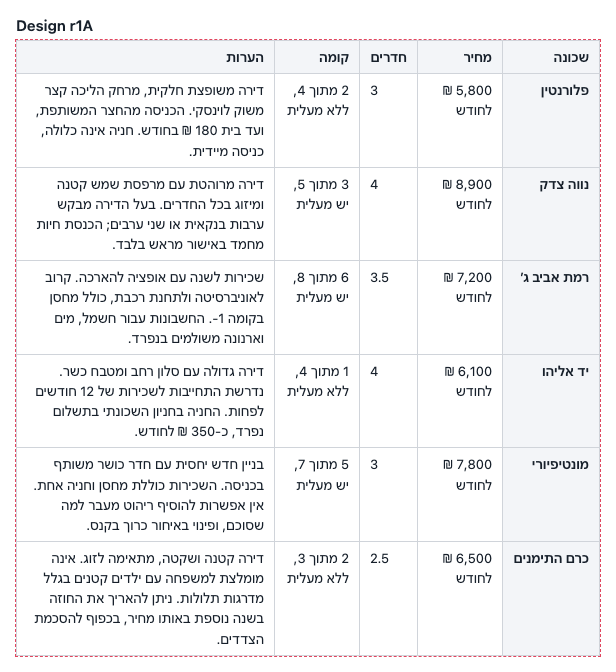 Design r1A
שכונה מחיר חדרים קומה הערות
פלורנטין 5,800 ₪ 3 2 מתוך 4, דירה משופצת חלקית, מרחק הליכה קצר
לחודש ללא מעלית משוק לוינסקי. הכניסה מהחצר המשותפת,
ועד בית 180 ₪ בחודש. חניה אינה כלולה,
כניסה מיידית.
נווה צדק 8,900 ₪ 4 3 מתוך 5, דירה מרוהטת עם מרפסת שמש קטנה
לחודש יש מעלית ומיזוג בכל החדרים. בעל הדירה מבקש
ערבות בנקאית או שני ערבים; הכנסת חיות
מחמד באישור מראש בלבד.
רמת אביב ג׳ 7,200 ₪ 3.5 6 מתוך 8, שכירות לשנה עם אופציה להארכה. קרוב
לחודש יש מעלית לאוניברסיטה ולתחנת רכבת, כולל מחסן
בקומה 1-. החשבונות עבור חשמל, מים
וארנונה משולמים בנפרד.
יד אליהו 6,100 ₪ 4 1 מתוך 4, דירה גדולה עם סלון רחב ומטבח כשר.
לחודש ללא מעלית נדרשת התחייבות לשכירות של 12 חודשים
לפחות. החניה בחניון השכונתי בתשלום
נפרד, כ-350 ₪ לחודש.
מונטיפיורי 7,800 ₪ 3 5 מתוך 7, בניין חדש יחסית עם חדר כושר משותף
לחודש יש מעלית בכניסה. השכירות כוללת מחסן וחניה אחת.
אין אפשרות להוסיף ריהוט מעבר למה
שסוכם, ופינוי באיחור כרוך בקנס.
כרם התימנים 6,500 ₪ 2.5 2 מתוך 3, דירה קטנה ושקטה, מתאימה לזוג. אינה
לחודש ללא מעלית מומלצת למשפחה עם ילדים קטנים בגלל
מדרגות תלולות. ניתן להאריך את החוזה
בשנה נוספת באותו מחיר, בכפוף להסכמת
הצדדים.